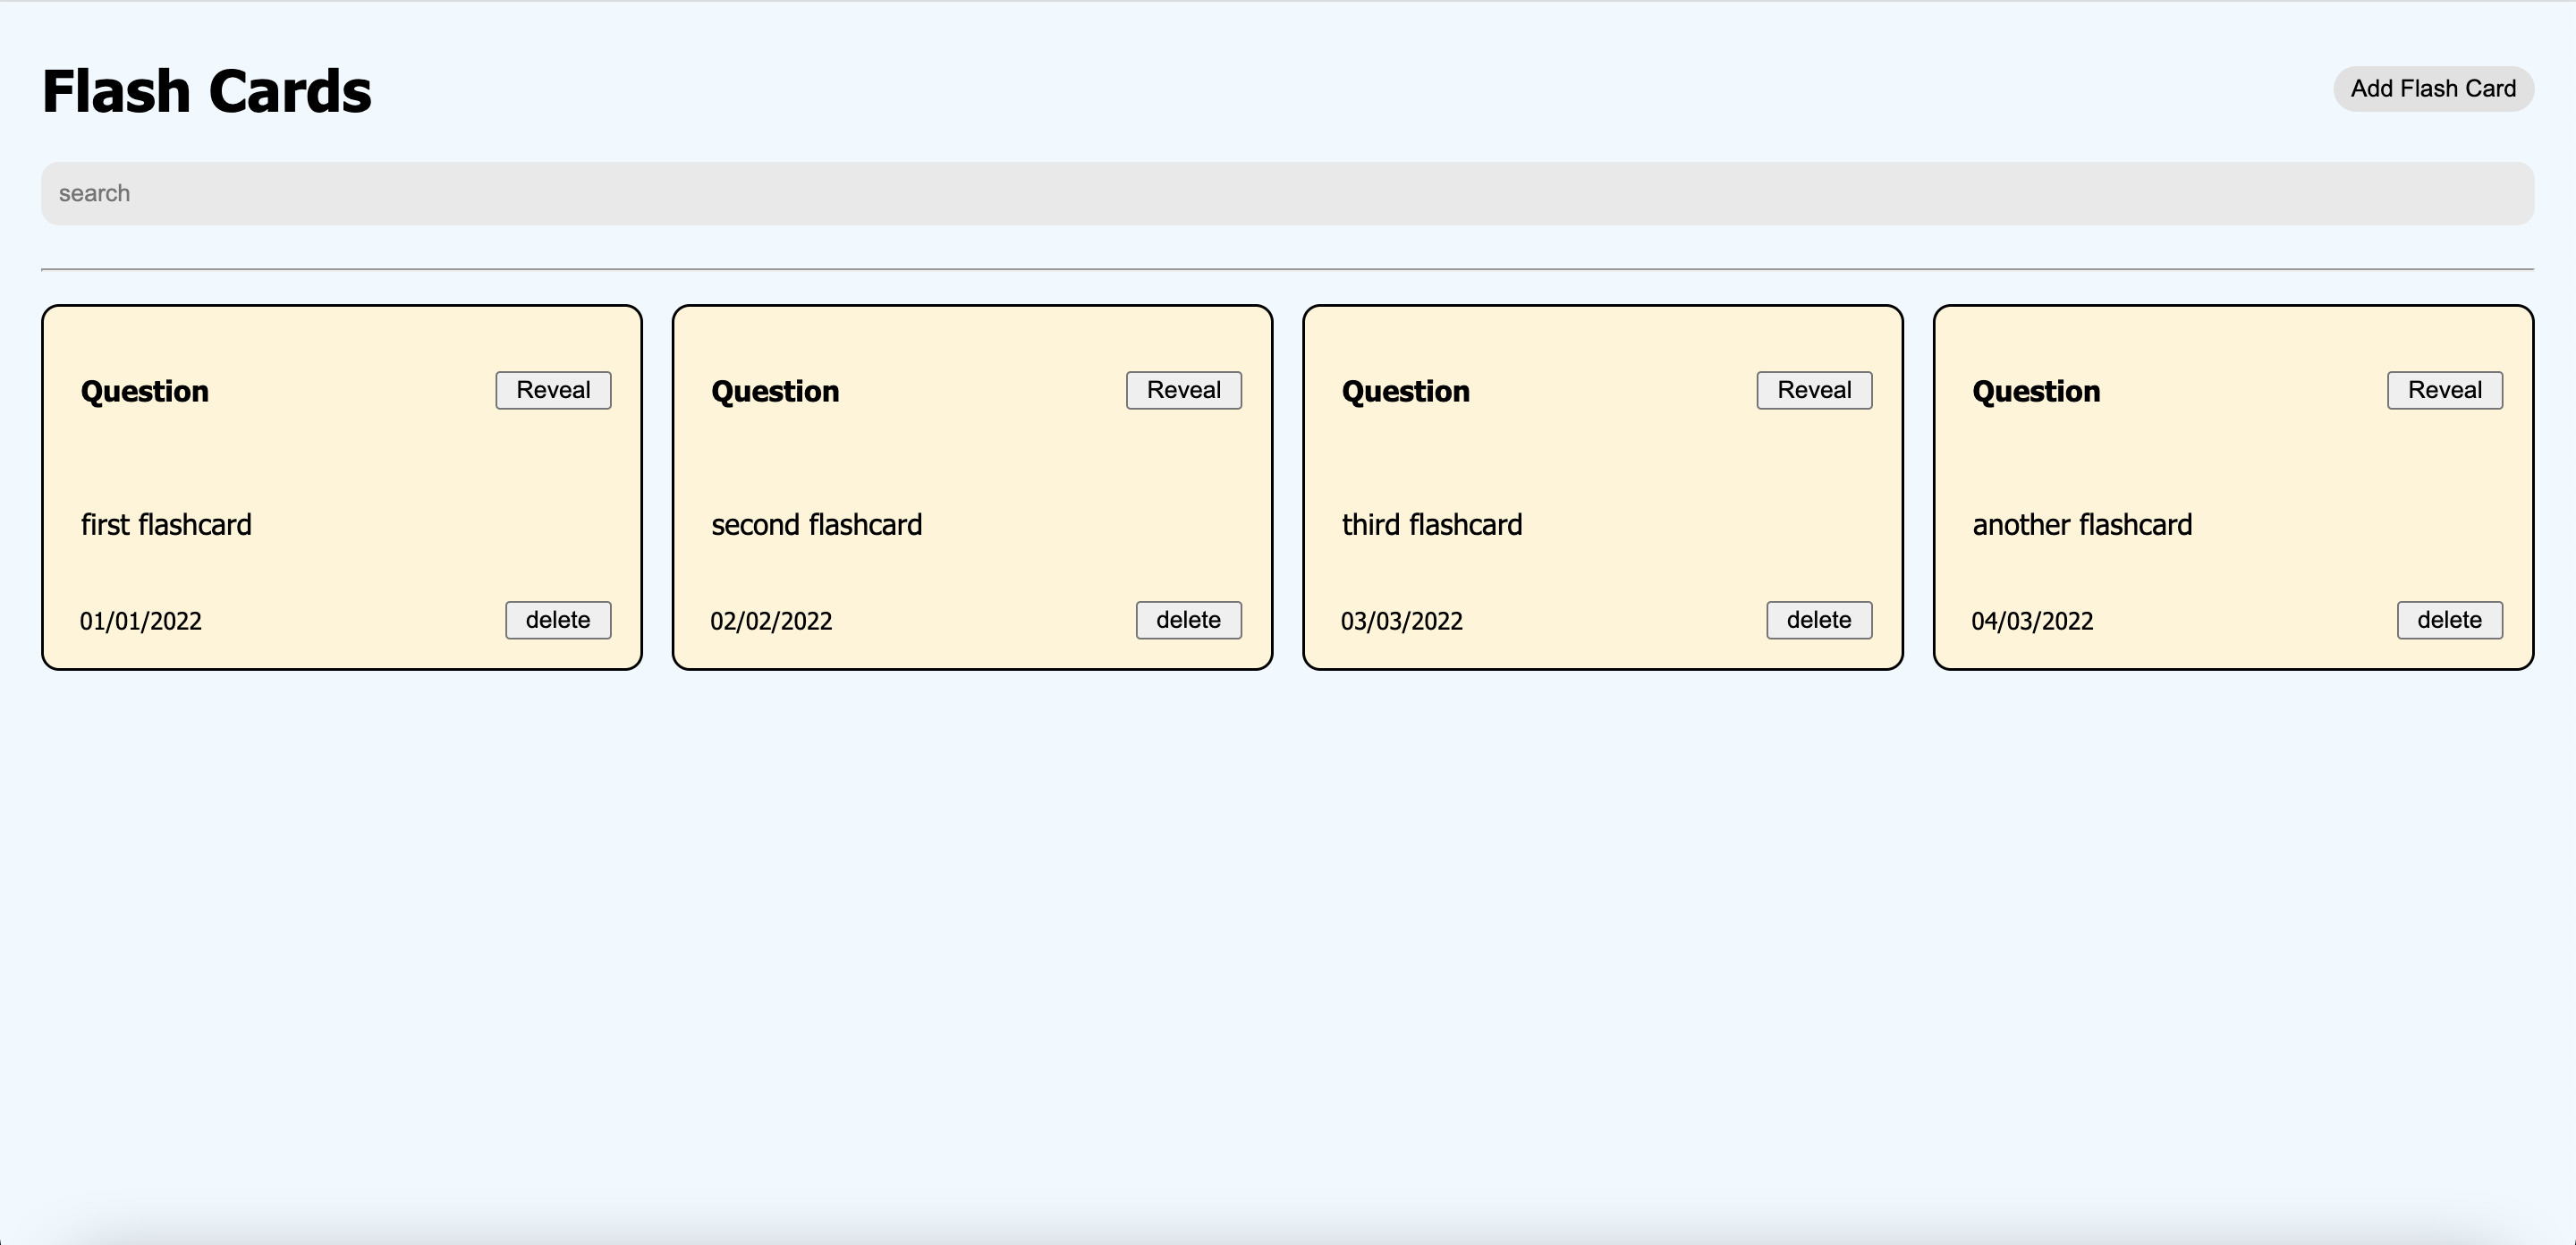 Flash Cards
Add Flash Card
search
Question
Reveal
first flashcard
01/01/2022
delete
Question
Reveal
second flashcard
02/02/2022
delete
Question
Reveal
third flashcard
03/03/2022
delete
Question
Reveal
another flashcard
04/03/2022
delete